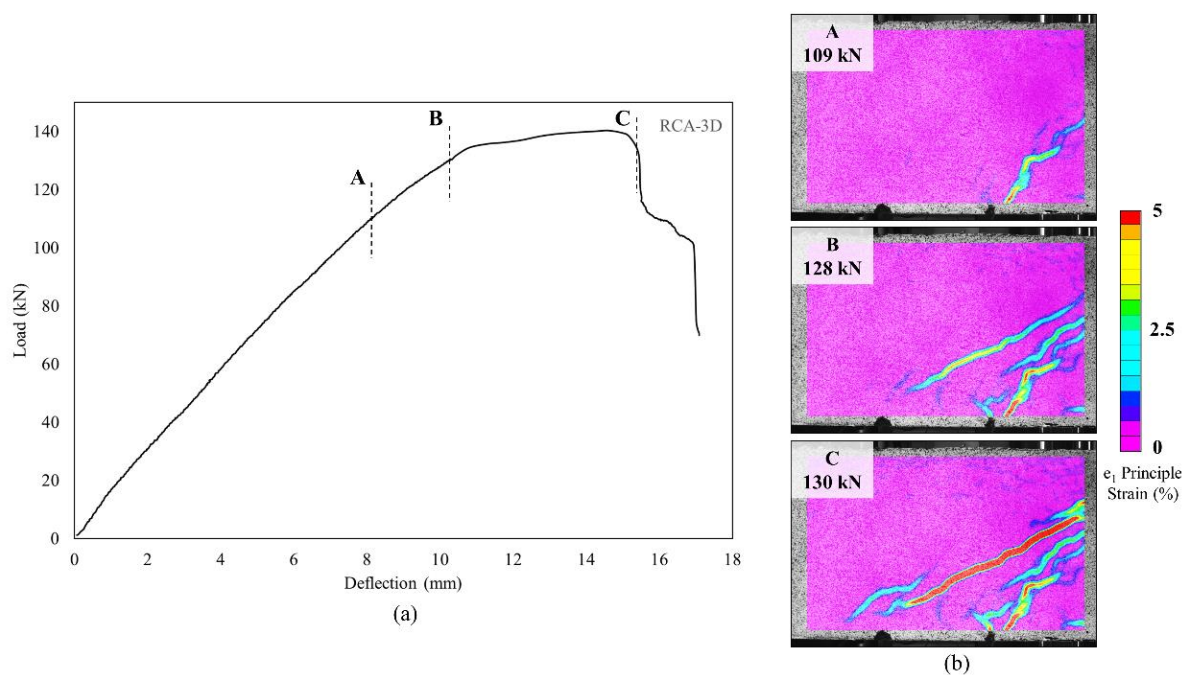 A
109 kN
140
120
100
80
60
40
20
0
Load (kN)
A
B
C
RCA-3D
0 2 4 6 8 10 12 14 16 18
Deflection (mm)
(a)
B
128 kN
C
130 kN
5
2.5
0
e₁ Principle
Strain (%)
(b)